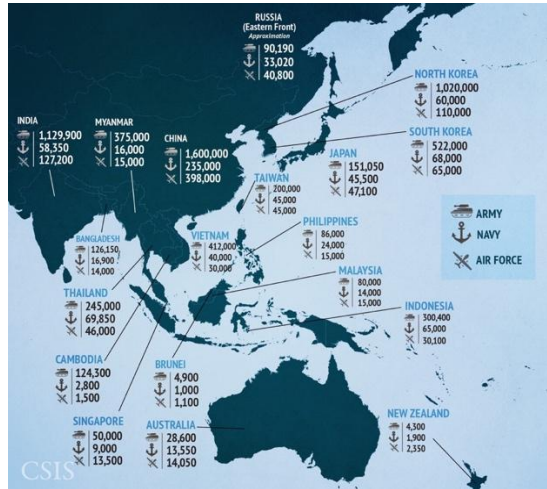 RUSSIA
(Eastern Front)
Approximation
90,190
33,020
40,800
NORTH KOREA
1,020,000
60,000
110,000
INDIA
1,129,900
58,350
127,200
MYANMAR
375,000
16,000
15,000
CHINA
1,600,000
235,000
398,000
SOUTH KOREA
522,000
68,000
65,000
JAPAN
151,050
45,500
47,100
TAIWAN
200,000
45,000
45,000
ARMY
NAVY
AIR FORCE
BANGLADESH
126,150
16,900
14,000
VIETNAM
412,000
40,000
30,000
PHILIPPINES
86,000
24,000
15,000
MALAYSIA
80,000
14,000
15,000
THAILAND
245,000
69,850
46,000
INDONESIA
300,400
65,000
30,100
CAMBODIA
124,300
2,800
1,500
BRUNEI
4,900
1,000
1,100
SINGAPORE
50,000
9,000
13,500
AUSTRALIA
28,600
13,550
14,050
NEW ZEALAND
4,300
1,900
2,350
CSIS